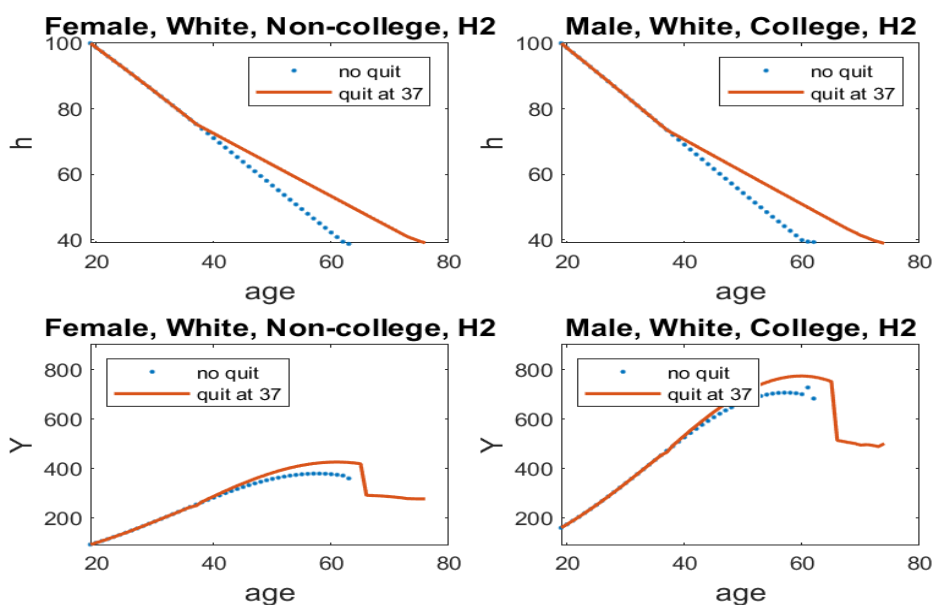 Female, White, Non-college, H2
100
80
60
40
h
no quit
quit at 37
20
40
60
80
age
Male, White, College, H2
100
80
60
40
h
no quit
quit at 37
20
40
60
80
age
Female, White, Non-college, H2
800
600
400
200
Y
no quit
quit at 37
20
40
60
80
age
Male, White, College, H2
800
600
400
200
Y
no quit
quit at 37
20
40
60
80
age